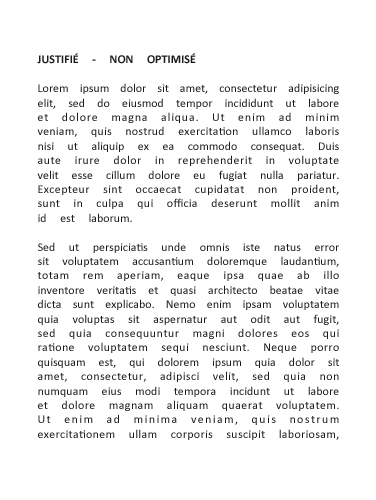 JUSTIFIÉ - NON OPTIMISÉ
Lorem ipsum dolor sit amet, consectetur adipisicing
elit, sed do eiusmod tempor incididunt ut labore
et dolore magna aliqua. Ut enim ad minim
veniam, quis nostrud exercitation ullamco laboris
nisi ut aliquip ex ea commodo consequat. Duis
aute irure dolor in reprehenderit in voluptate
velit esse cillum dolore eu fugiat nulla pariatur.
Excepteur sint occaecat cupidatat non proident,
sunt in culpa qui officia deserunt mollit anim
id est laborum.
Sed ut perspiciatis unde omnis iste natus error
sit voluptatem accusantium doloremque laudantium,
totam rem aperiam, eaque ipsa quae ab illo
inventore veritatis et quasi architecto beatae vitae
dicta sunt explicabo. Nemo enim ipsam voluptatem
quia voluptas sit aspernatur aut odit aut fugit,
sed quia consequuntur magni dolores eos qui
ratione voluptatem sequi nesciunt. Neque porro
quisquam est, qui dolorem ipsum quia dolor sit
amet, consectetur, adipisci velit, sed quia non
numquam eius modi tempora incidunt ut labore
et dolore magnam aliquam quaerat voluptatem.
Ut enim ad minima veniam, quis nostrum
exercitationem ullam corporis suscipit laboriosam,